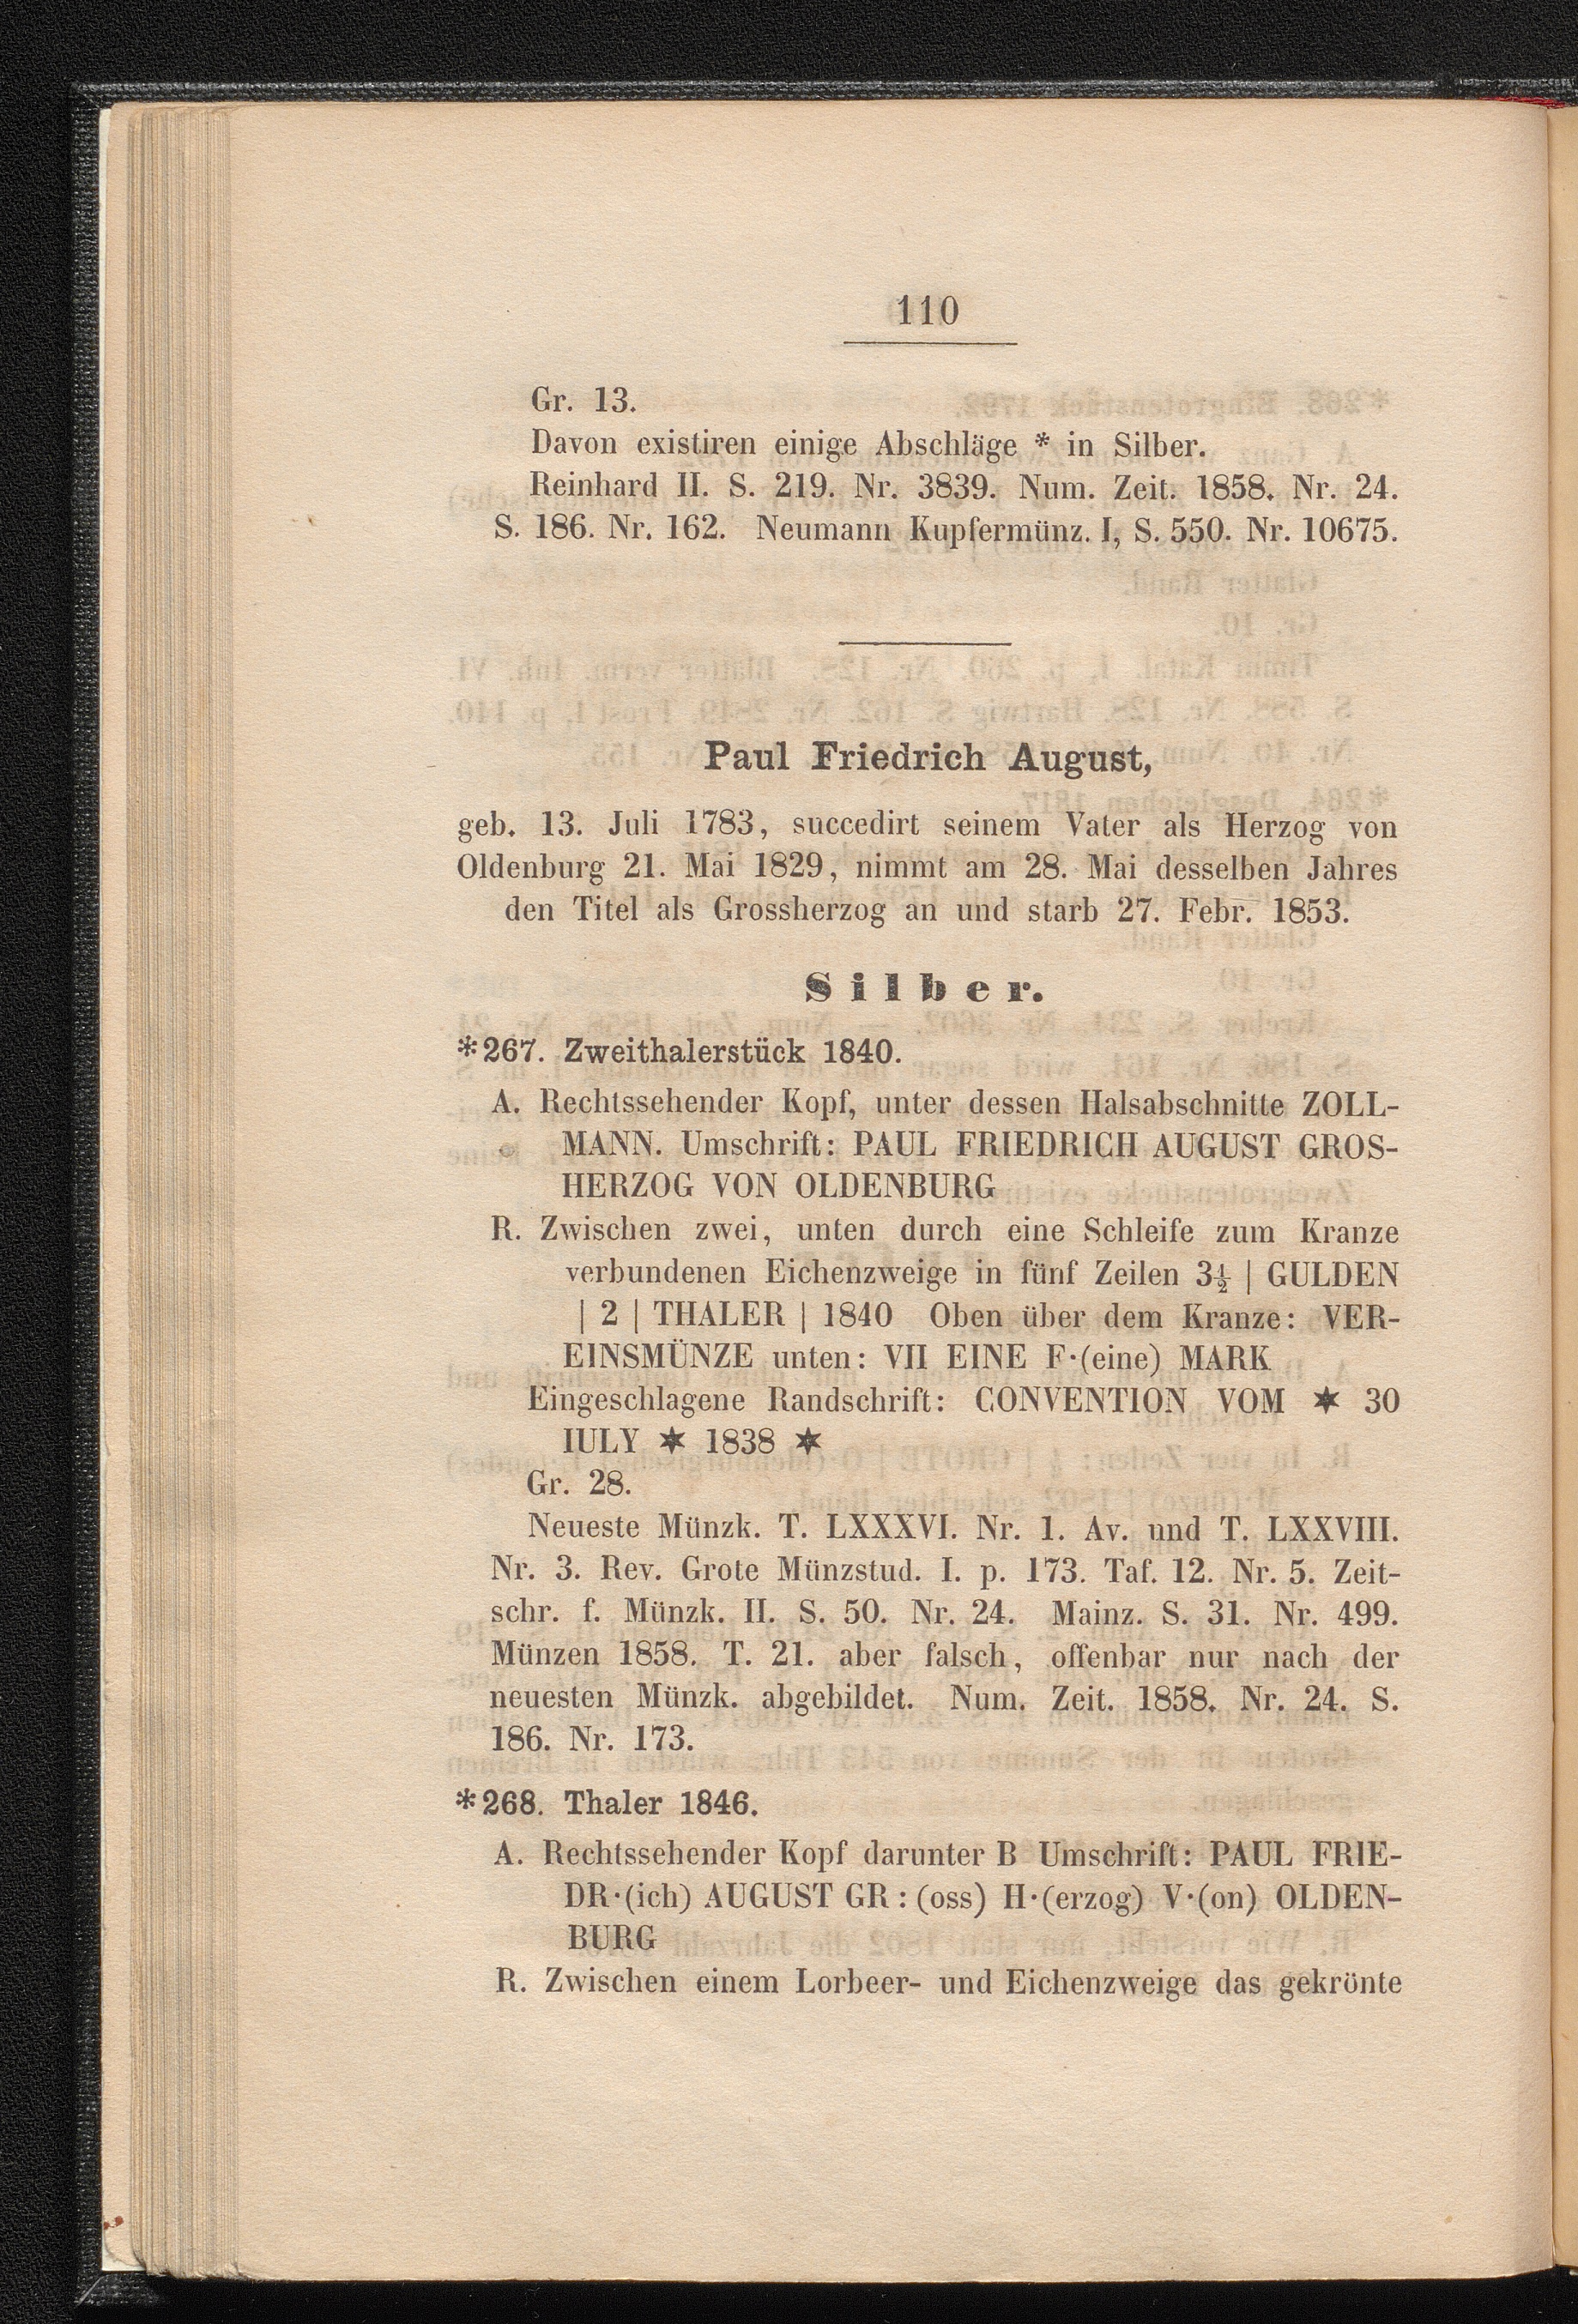 110
Gr. 13.
Davon existiren einige Abschläge * in Silber.
Reinhard II. S. 219. Nr. 3839. Num. Zeit. 1858. Nr. 24.
S. 186. Nr. 162. Neumann Kupfermünz. I, S. 550. Nr. 10675.
Paul Friedrich August,
geb. 13. Juli 1783, succedirt seinem Vater als Herzog von
Oldenburg 21. Mai 1829, nimmt am 28. Mai desselben Jahres
den Titel als Grossherzog an und starb 27. Febr. 1853.
Silber.
*267. Zweithalerstück 1840.
A. Rechtssehender Kopf, unter dessen Halsabschnitte ZOLL-
MANN. Umschrift: PAUL FRIEDRICH AUGUST GROS-
HERZOG VON OLDENBURG
R. Zwischen zwei, unten durch eine Schleife zum Kranze
verbundenen Eichenzweige in fünf Zeilen 3½ | GULDEN
| 2 | THALER | 1840 Oben über dem Kranze: VER-
EINSMÜNZE unten: VII EINE F·(eine) MARK
Eingeschlagene Randschrift: CONVENTION VOM ✶ 30
IULY ✶ 1838 ✶
Gr. 28.
Neueste Münzk. T. LXXXVI. Nr. 1. Av. und T. LXXVIII.
Nr. 3. Rev. Grote Münzstud. I. p. 173. Taf. 12. Nr. 5. Zeit-
schr. f. Münzk. II. S. 50. Nr. 24. Mainz. S. 31. Nr. 499.
Münzen 1858. T. 21. aber falsch, offenbar nur nach der
neuesten Münzk. abgebildet. Num. Zeit. 1858. Nr. 24. S.
186. Nr. 173.
*268. Thaler 1846.
A. Rechtssehender Kopf darunter B Umschrift: PAUL FRIE-
DR·(ich) AUGUST GR : (oss) H·(erzog) V·(on) OLDEN-
BURG
R. Zwischen einem Lorbeer- und Eichenzweige das gekrönte